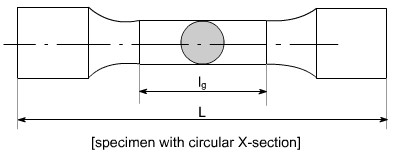 lg
L
[specimen with circular X-section]